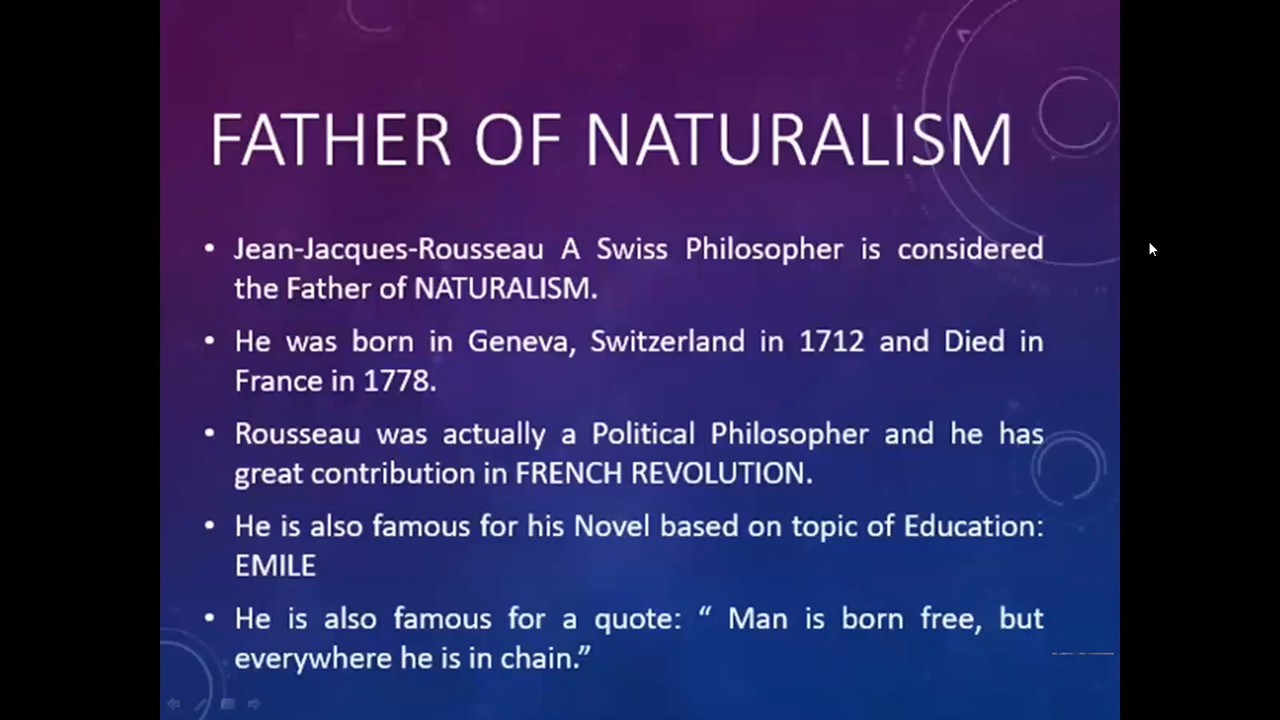 FATHER OF NATURALISM
• Jean-Jacques-Rousseau A Swiss Philosopher is considered
the Father of NATURALISM.
• He was born in Geneva, Switzerland in 1712 and Died in
France in 1778.
• Rousseau was actually a Political Philosopher and he has
great contribution in FRENCH REVOLUTION.
• He is also famous for his Novel based on topic of Education:
EMILE
• He is also famous for a quote: “ Man is born free, but
everywhere he is in chain.”